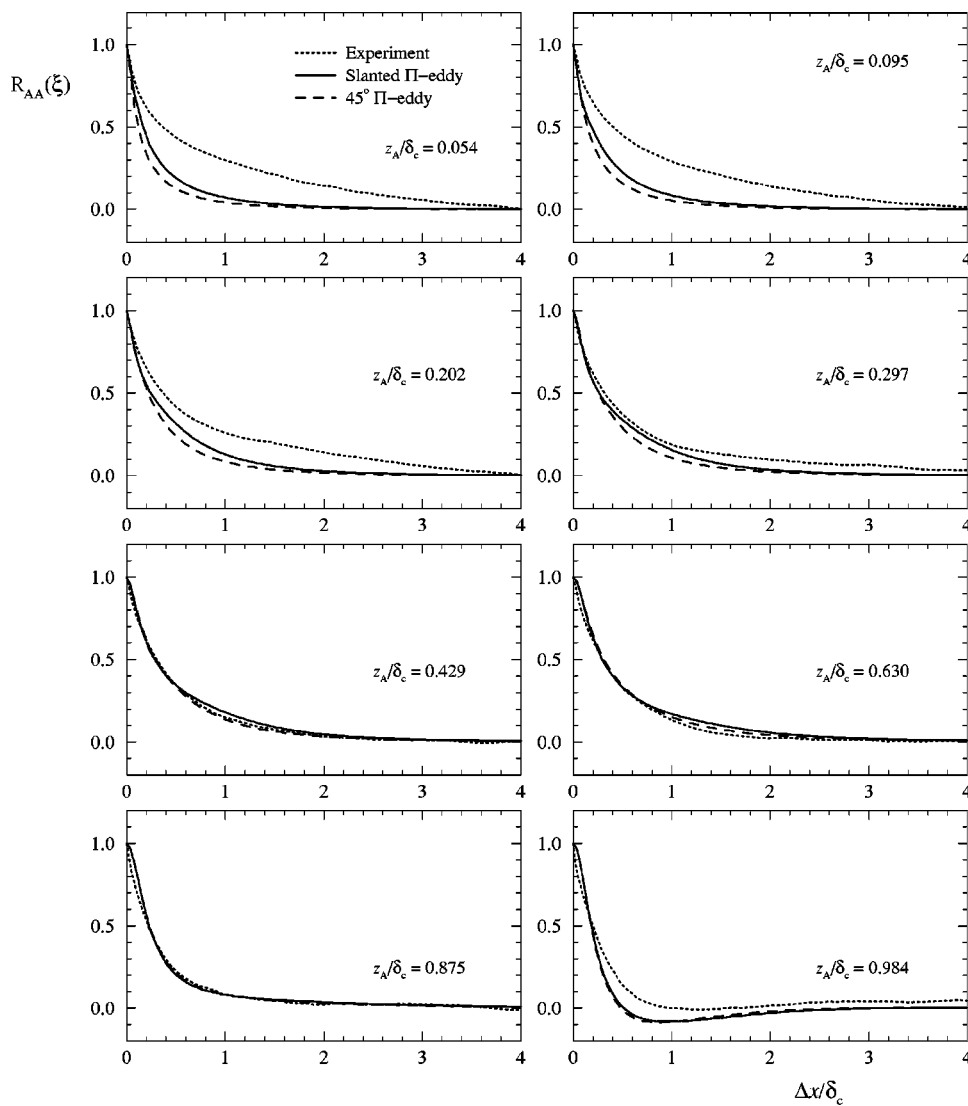 1.0
0.5
0.0
R_AA(ξ)
Experiment
Slanted Π−eddy
45° Π−eddy
z_A/δ_c = 0.054
0 1 2 3 4
1.0
0.5
0.0
z_A/δ_c = 0.095
0 1 2 3 4
1.0
0.5
0.0
z_A/δ_c = 0.202
0 1 2 3 4
1.0
0.5
0.0
z_A/δ_c = 0.297
0 1 2 3 4
1.0
0.5
0.0
z_A/δ_c = 0.429
0 1 2 3 4
1.0
0.5
0.0
z_A/δ_c = 0.630
0 1 2 3 4
1.0
0.5
0.0
z_A/δ_c = 0.875
0 1 2 3 4
1.0
0.5
0.0
z_A/δ_c = 0.984
0 1 2 3 4
Δx/δ_c